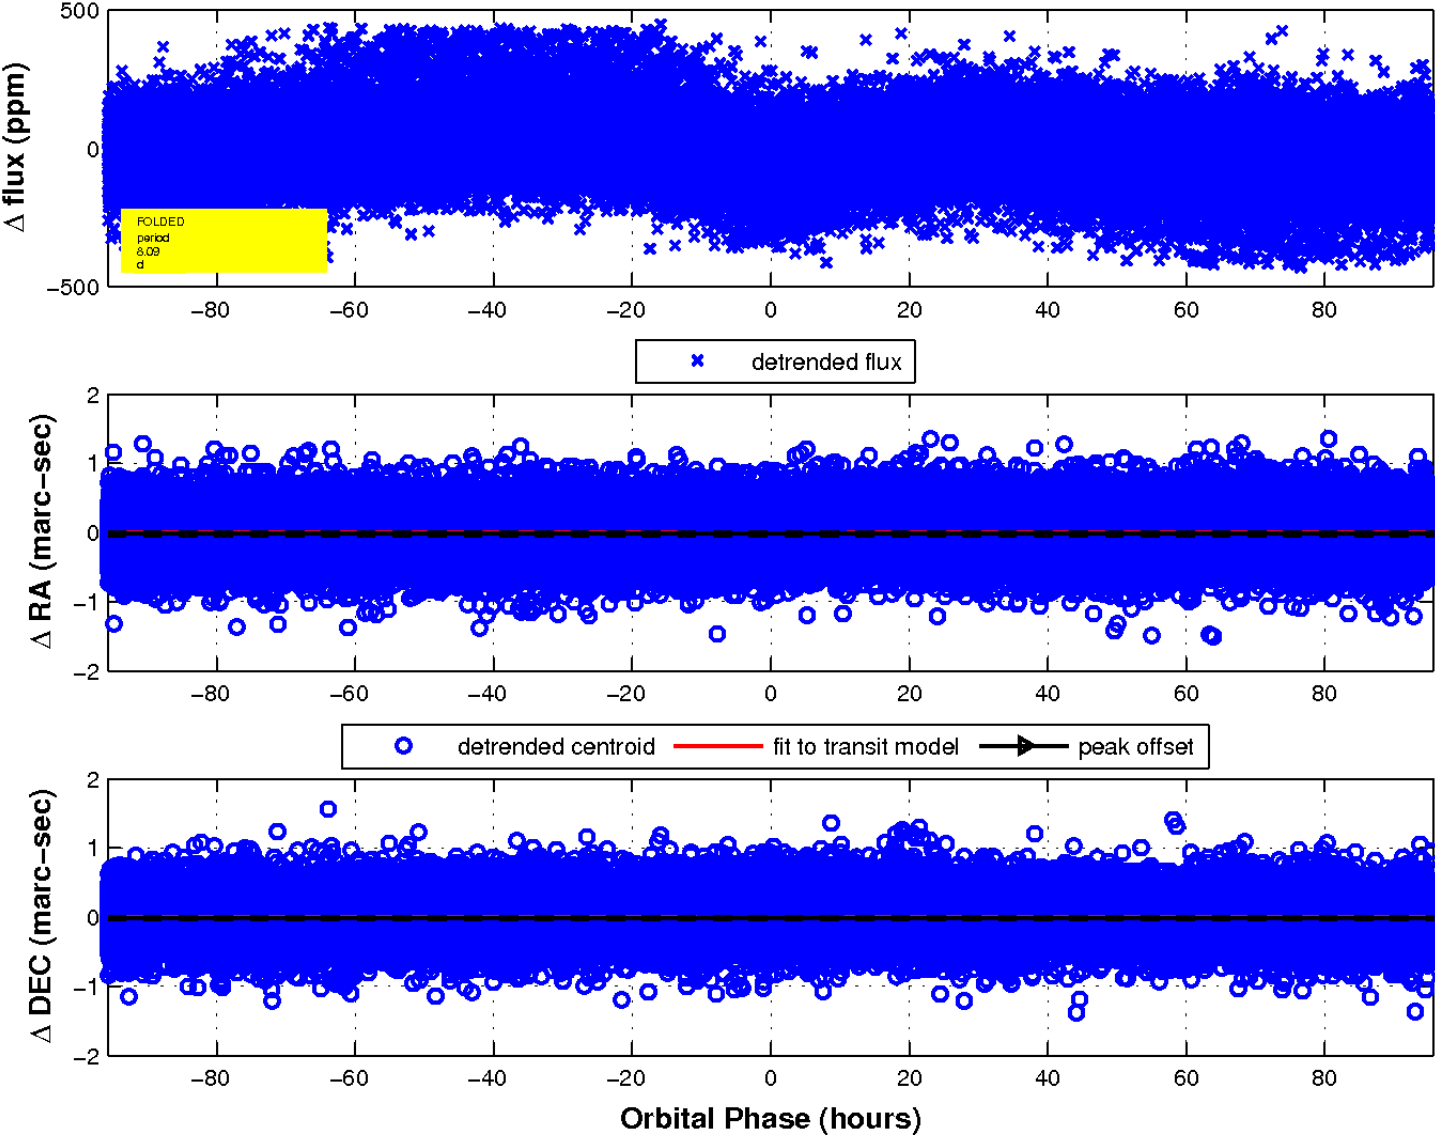 500
0
−500
Δ flux (ppm)
FOLDED
period
8.09
d
−80 −60 −40 −20 0 20 40 60 80
detrended flux
2
1
0
−1
−2
Δ RA (marc−sec)
−80 −60 −40 −20 0 20 40 60 80
detrended centroid fit to transit model peak offset
2
1
0
−1
−2
Δ DEC (marc−sec)
−80 −60 −40 −20 0 20 40 60 80
Orbital Phase (hours)